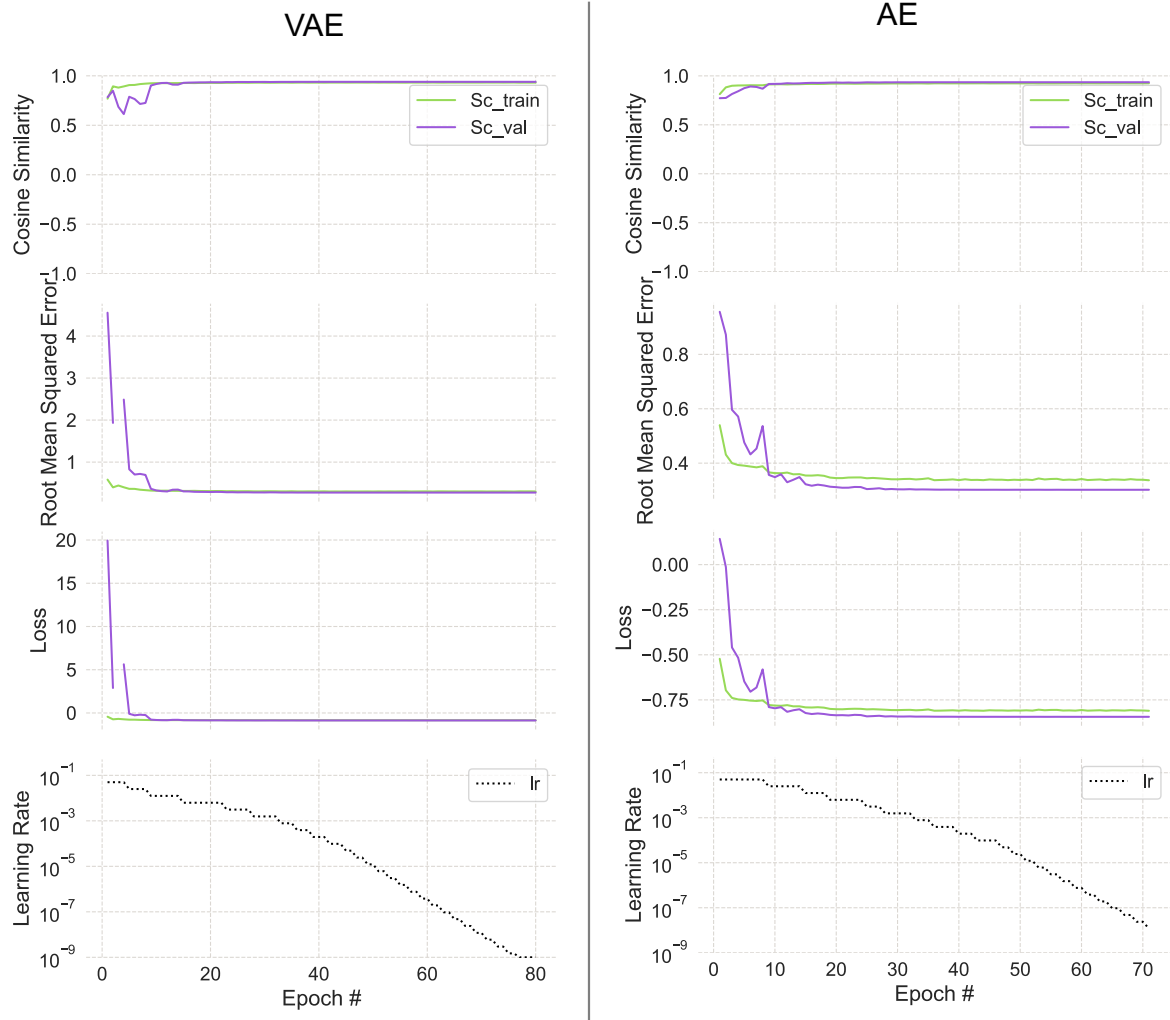 VAE
1.0
0.5
0.0
−0.5
−1.0
Cosine Similarity
Sc_train
Sc_val
4
3
2
1
Root Mean Squared Error
20
15
10
5
0
Loss
10−1
10−3
10−5
10−7
10−9
Learning Rate
lr
0 20 40 60 80
Epoch #
AE
1.0
0.5
0.0
−0.5
−1.0
Cosine Similarity
Sc_train
Sc_val
0.8
0.6
0.4
Root Mean Squared Error
0.00
−0.25
−0.50
−0.75
Loss
10−1
10−3
10−5
10−7
10−9
Learning Rate
lr
0 10 20 30 40 50 60 70
Epoch #